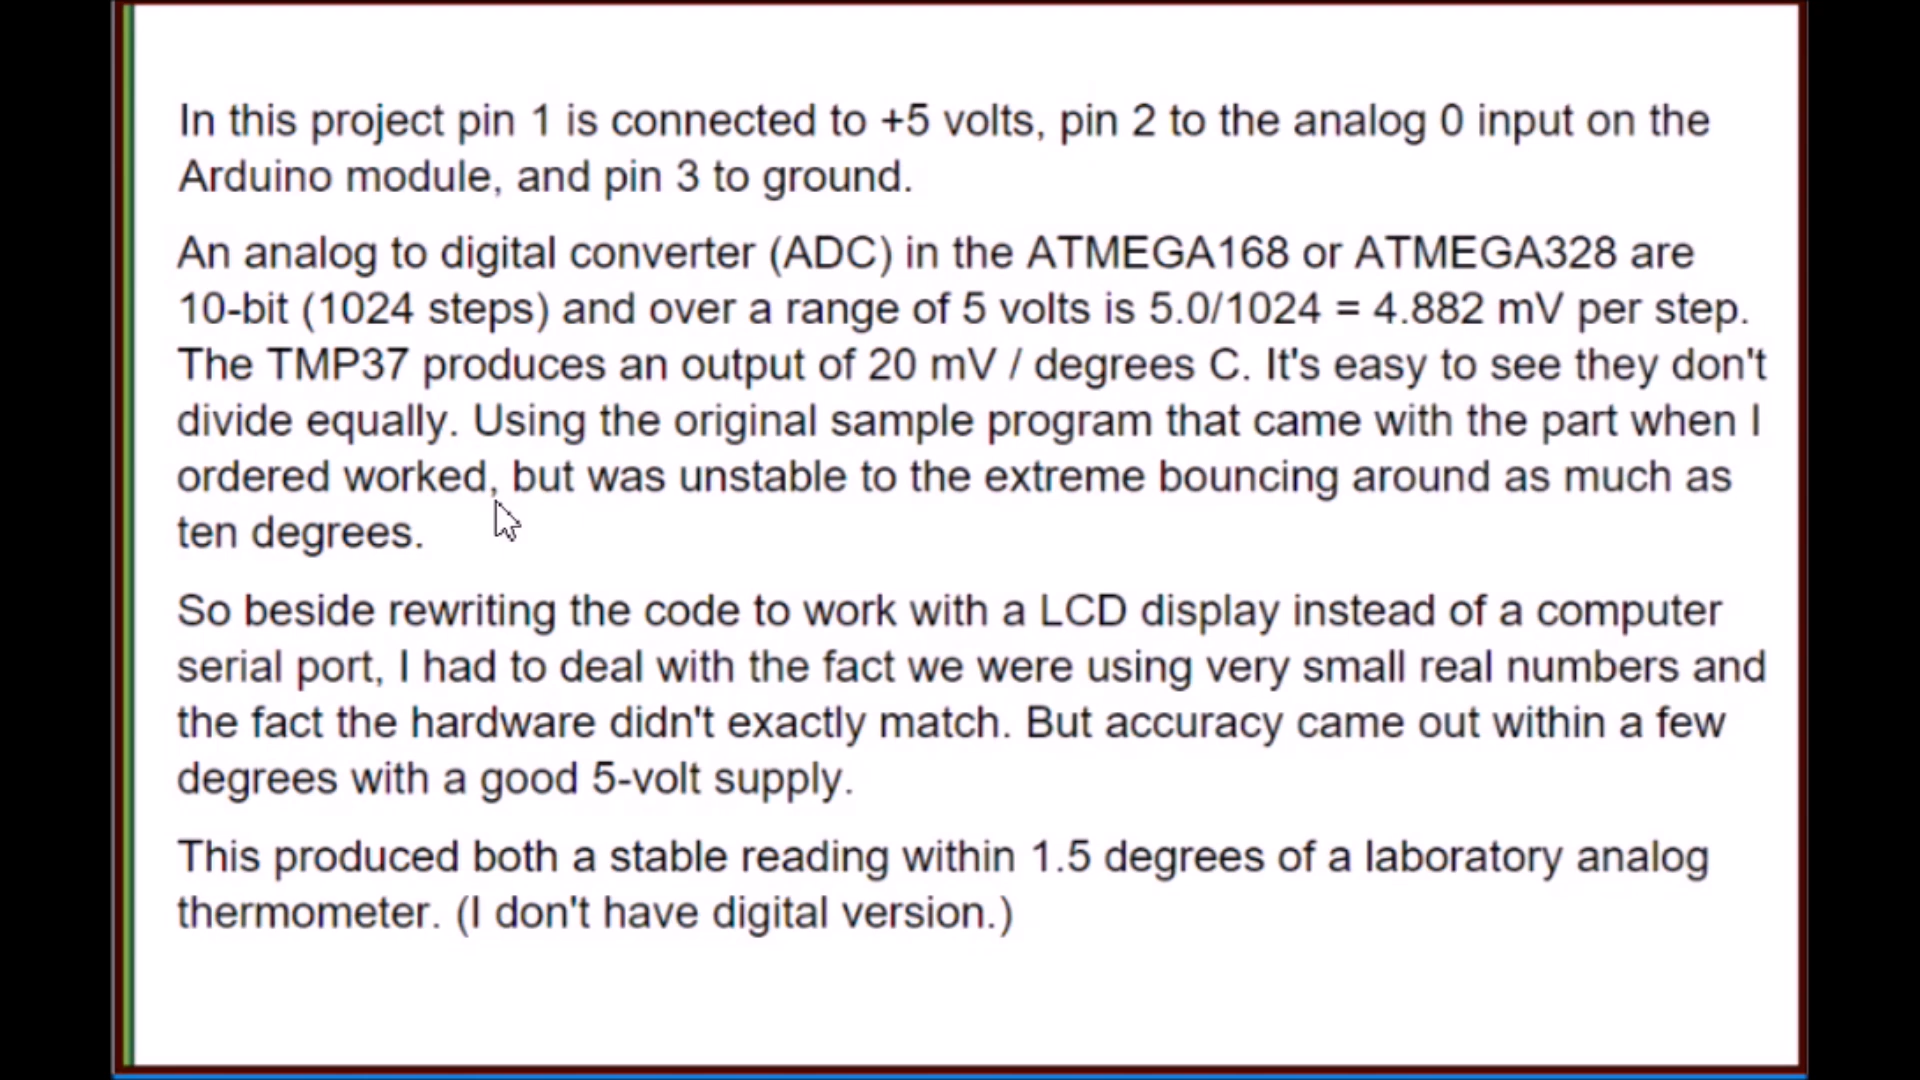 In this project pin 1 is connected to +5 volts, pin 2 to the analog 0 input on the
Arduino module, and pin 3 to ground.
An analog to digital converter (ADC) in the ATMEGA168 or ATMEGA328 are
10-bit (1024 steps) and over a range of 5 volts is 5.0/1024 = 4.882 mV per step.
The TMP37 produces an output of 20 mV / degrees C. It's easy to see they don't
divide equally. Using the original sample program that came with the part when I
ordered worked, but was unstable to the extreme bouncing around as much as
ten degrees.
So beside rewriting the code to work with a LCD display instead of a computer
serial port, I had to deal with the fact we were using very small real numbers and
the fact the hardware didn't exactly match. But accuracy came out within a few
degrees with a good 5-volt supply.
This produced both a stable reading within 1.5 degrees of a laboratory analog
thermometer. (I don't have digital version.)